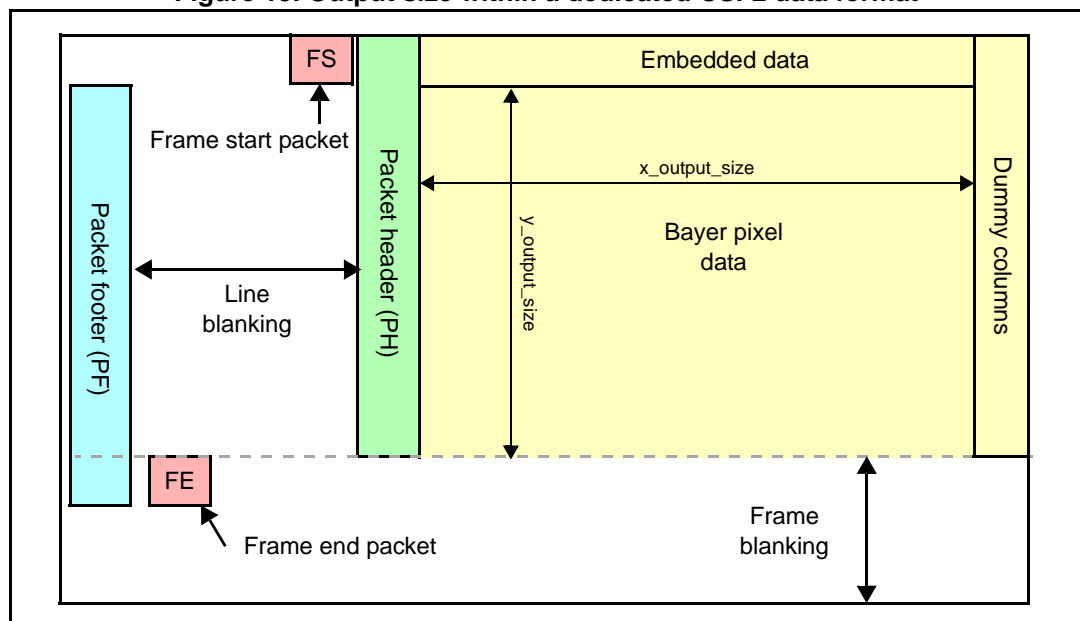 FS
Embedded data
Frame start packet
Packet header (PH)
Dummy columns
x_output_size
y_output_size
Packet footer (PF)
Bayer pixel
data
Line
blanking
FE
Frame end packet
Frame
blanking